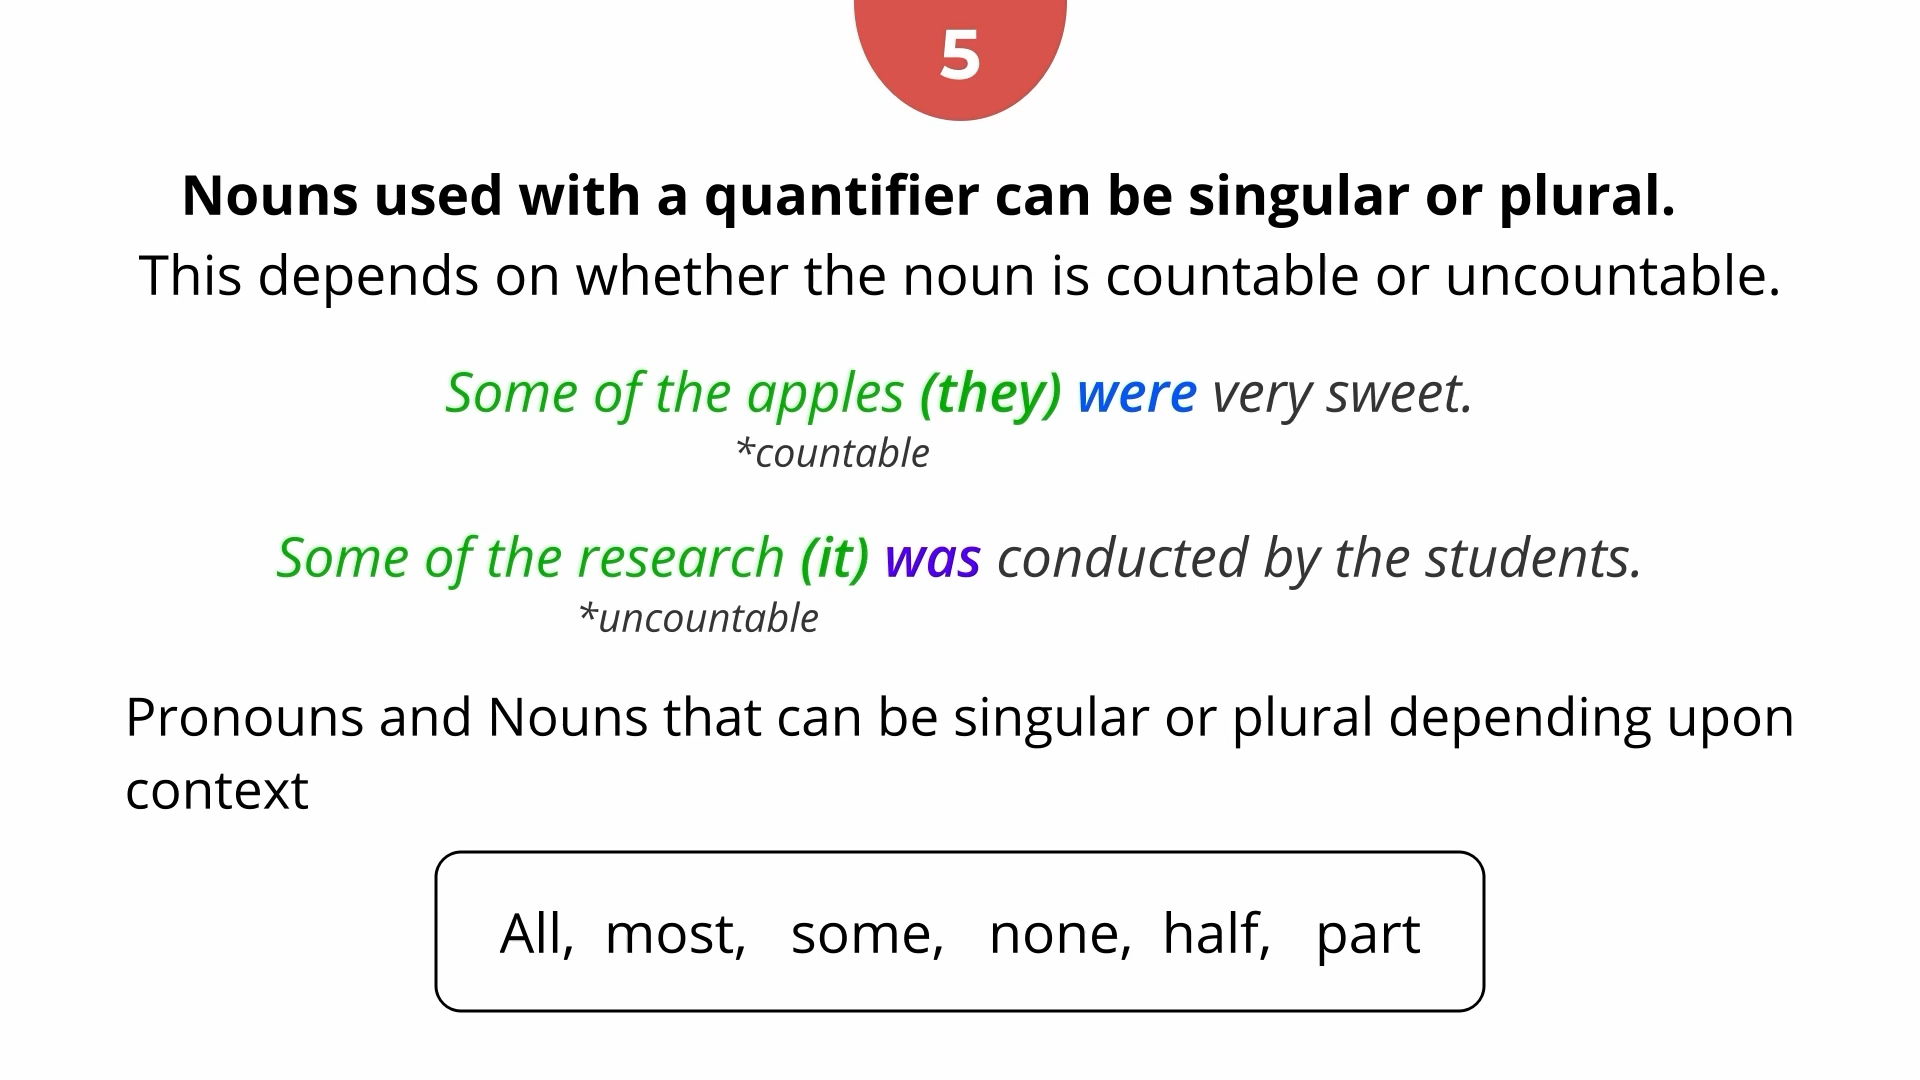 5
Nouns used with a quantifier can be singular or plural.
This depends on whether the noun is countable or uncountable.
Some of the apples (they) were very sweet.
*countable
Some of the research (it) was conducted by the students.
*uncountable
Pronouns and Nouns that can be singular or plural depending upon
context
All, most, some, none, half, part